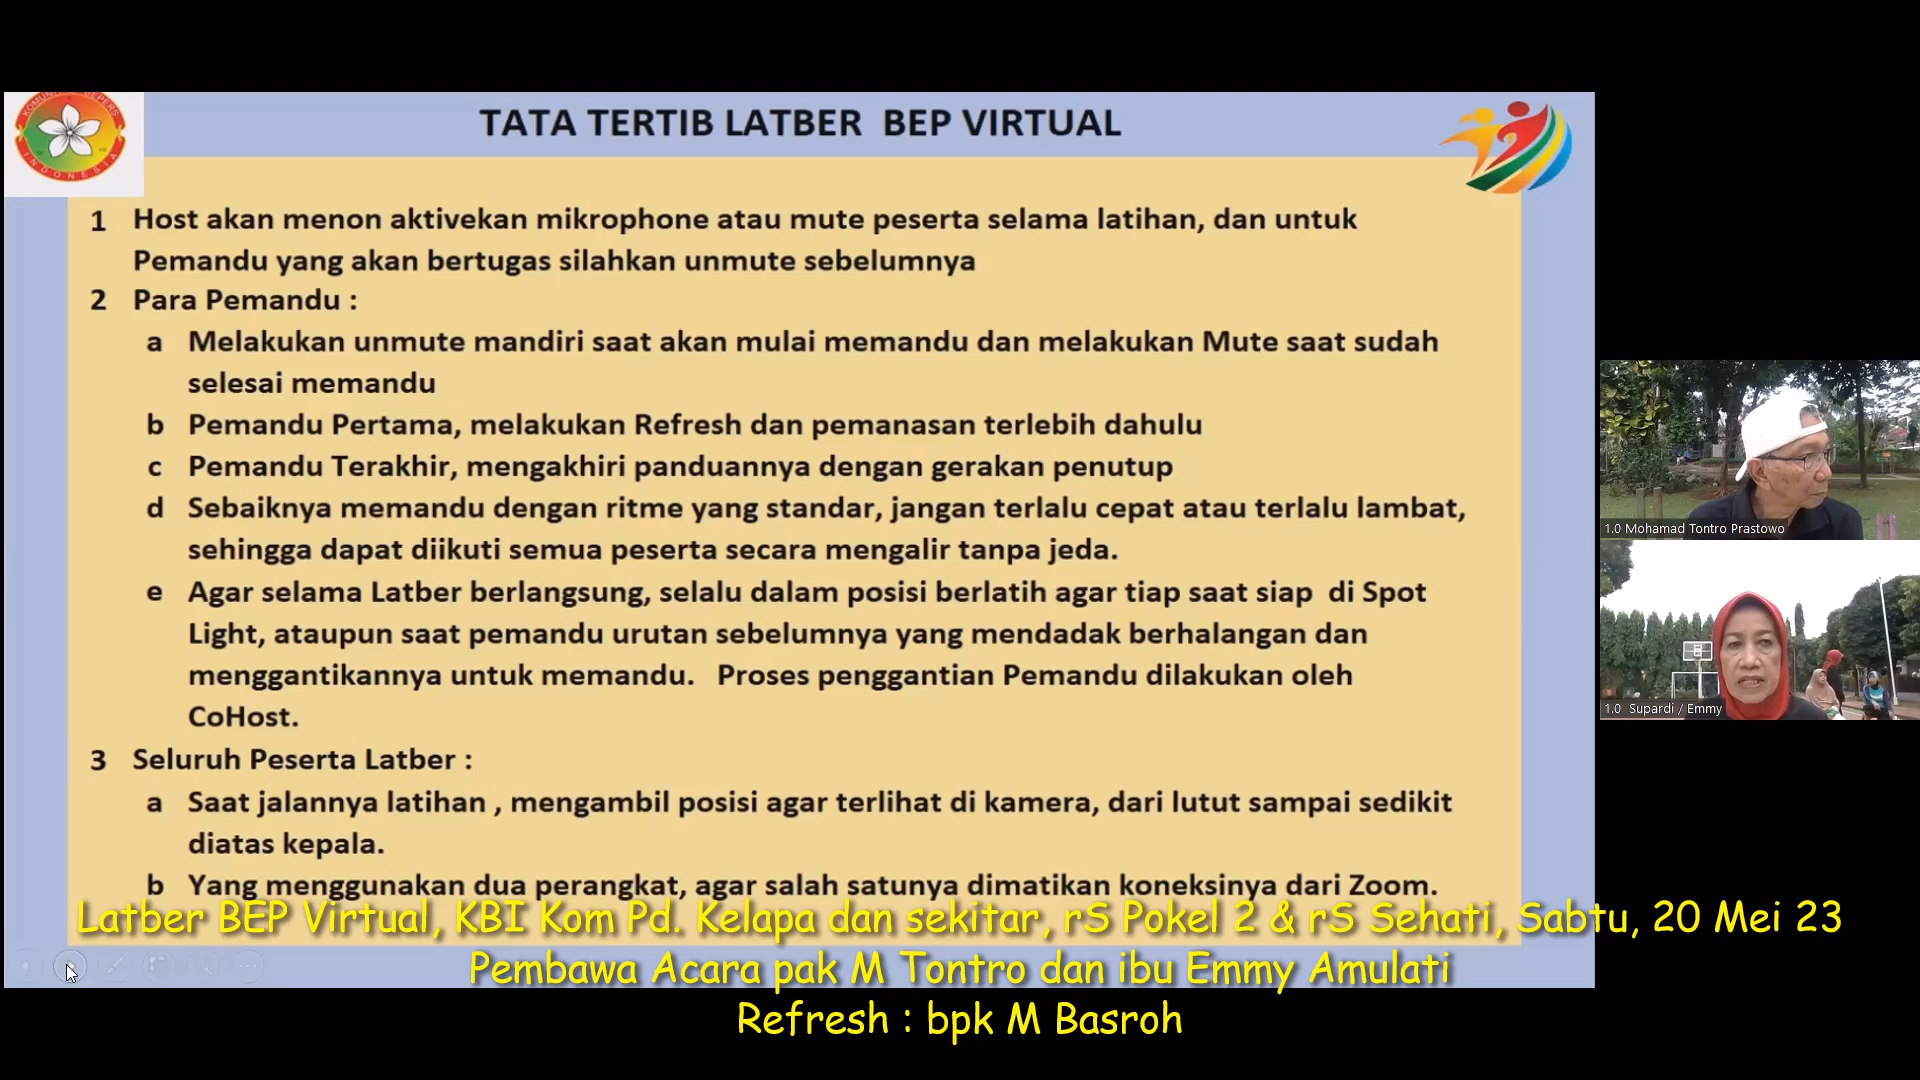 KOMUNITAS BEPERS
INDONESIA
TATA TERTIB LATBER BEP VIRTUAL
1 Host akan menon aktivekan mikrophone atau mute peserta selama latihan, dan untuk
Pemandu yang akan bertugas silahkan unmute sebelumnya
2 Para Pemandu :
a Melakukan unmute mandiri saat akan mulai memandu dan melakukan Mute saat sudah
selesai memandu
b Pemandu Pertama, melakukan Refresh dan pemanasan terlebih dahulu
c Pemandu Terakhir, mengakhiri panduannya dengan gerakan penutup
d Sebaiknya memandu dengan ritme yang standar, jangan terlalu cepat atau terlalu lambat,
sehingga dapat diikuti semua peserta secara mengalir tanpa jeda.
e Agar selama Latber berlangsung, selalu dalam posisi berlatih agar tiap saat siap di Spot
Light, ataupun saat pemandu urutan sebelumnya yang mendadak berhalangan dan
menggantikannya untuk memandu. Proses penggantian Pemandu dilakukan oleh
CoHost.
3 Seluruh Peserta Latber :
a Saat jalannya latihan , mengambil posisi agar terlihat di kamera, dari lutut sampai sedikit
diatas kepala.
b Yang menggunakan dua perangkat, agar salah satunya dimatikan koneksinya dari Zoom.
1.0 Mohamad Tontro Prastowo
1.0 Supardi / Emmy
Latber BEP Virtual, KBI Kom Pd. Kelapa dan sekitar, rS Pokel 2 & rS Sehati, Sabtu, 20 Mei 23
Pembawa Acara pak M Tontro dan ibu Emmy Amulati
Refresh : bpk M Basroh